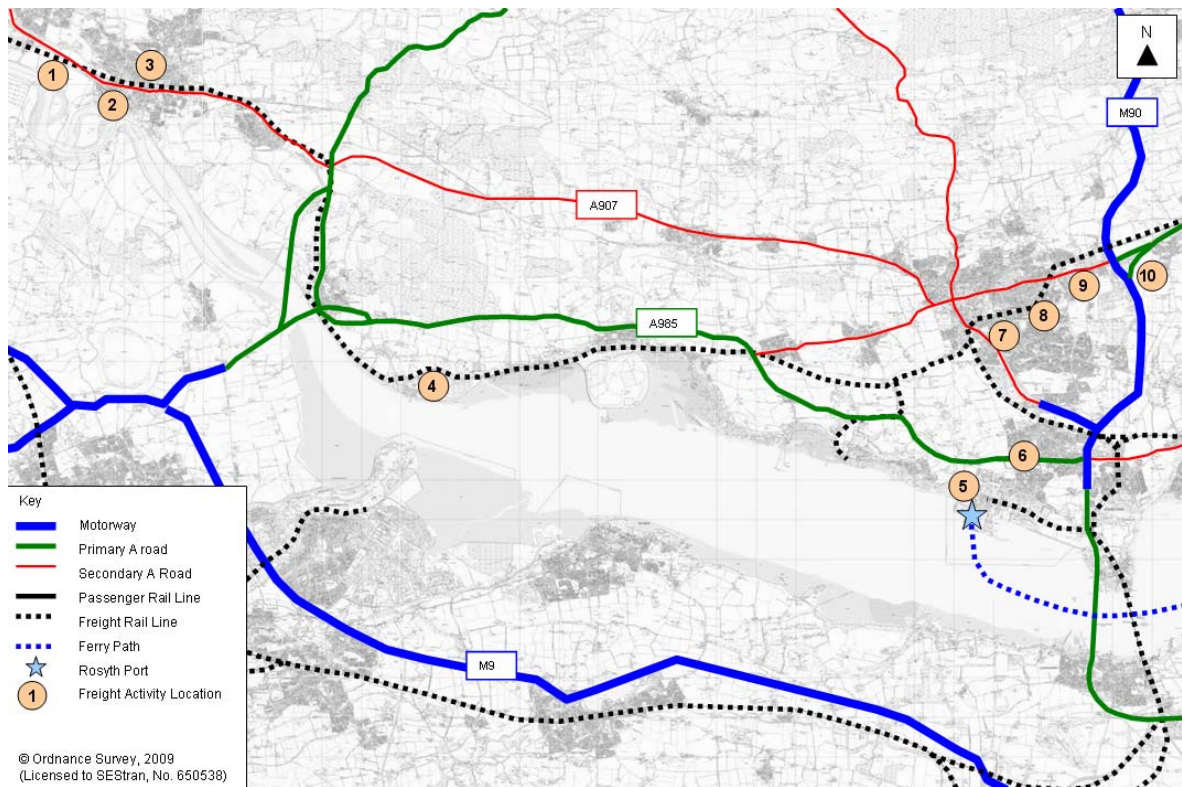 N
M90
1
3
2
A907
10
9
8
7
A985
4
6
5
Key
Motorway
Primary A road
Secondary A Road
Passenger Rail Line
Freight Rail Line
Ferry Path
Rosyth Port
1 Freight Activity Location
M9
© Ordnance Survey, 2009
(Licensed to SEStran, No. 650538)